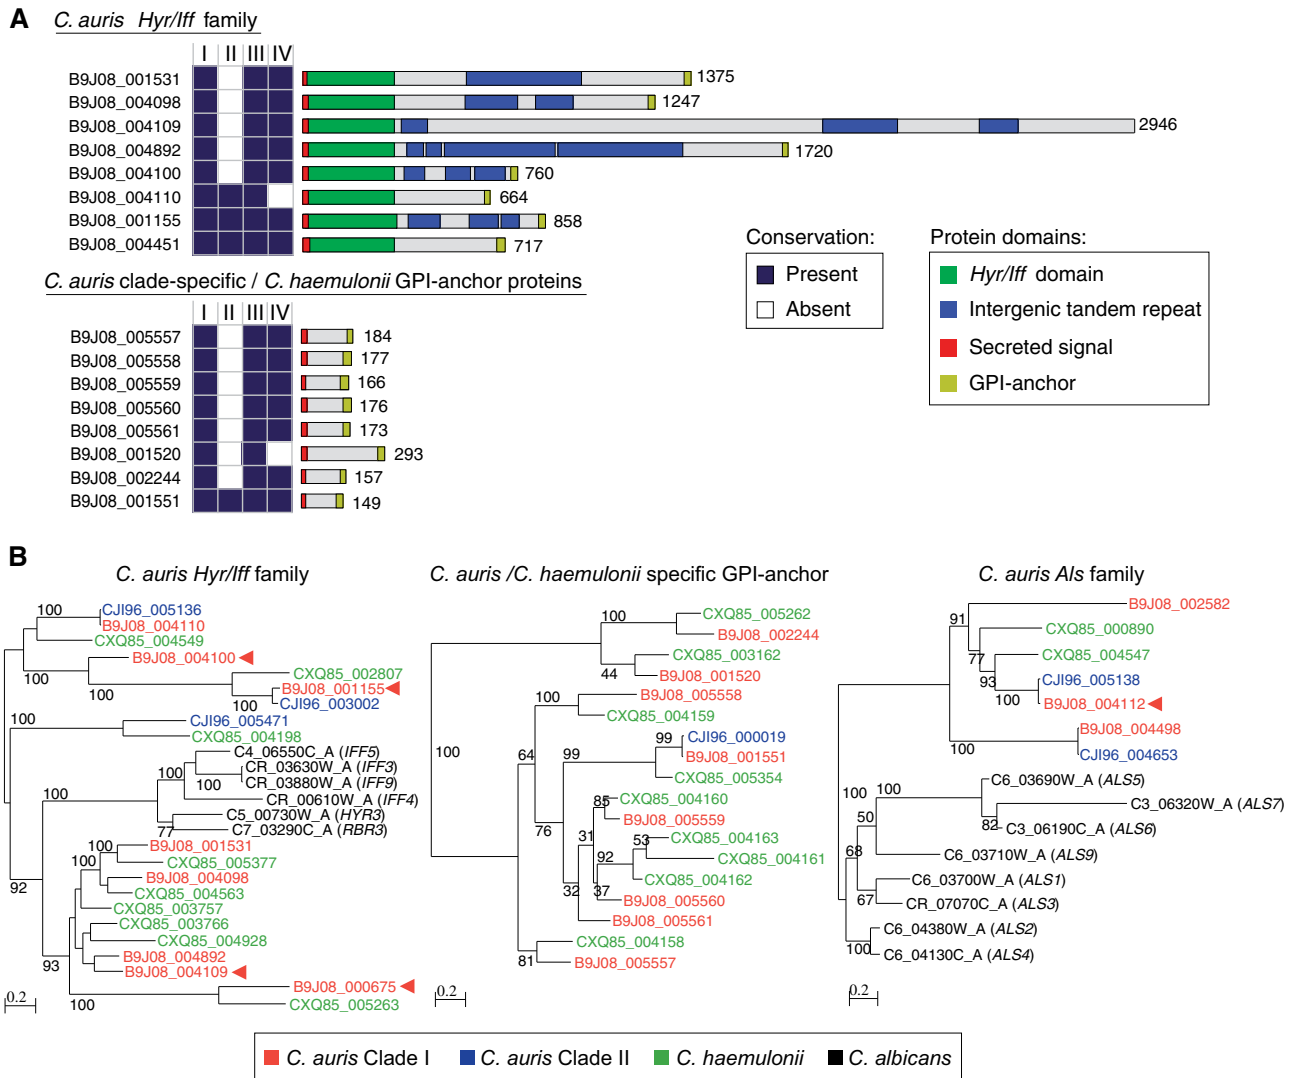 A
C. auris Hyr/Iff family
I II III IV
B9J08_001531 1375
B9J08_004098 1247
B9J08_004109 2946
B9J08_004892 1720
B9J08_004100 760
B9J08_004110 664
B9J08_001155 858
B9J08_004451 717
Conservation:
Present
Absent
Protein domains:
Hyr/Iff domain
Intergenic tandem repeat
Secreted signal
GPI-anchor
C. auris clade-specific / C. haemulonii GPI-anchor proteins
I II III IV
B9J08_005557 184
B9J08_005558 177
B9J08_005559 166
B9J08_005560 176
B9J08_005561 173
B9J08_001520 293
B9J08_002244 157
B9J08_001551 149
B
C. auris Hyr/Iff family
100
CJI96_005136
B9J08_004110
CXQ85_004549
B9J08_004100
100
100
CXQ85_002807
B9J08_001155
100
CJI96_003002
100
CJI96_005471
CXQ85_004198
C4_06550C_A (IFF5)
CR_03630W_A (IFF3)
100
100
CR_03880W_A (IFF9)
100
CR_00610W_A (IFF4)
C5_00730W_A (HYR3)
77
C7_03290C_A (RBR3)
100
B9J08_001531
100
CXQ85_005377
B9J08_004098
92
CXQ85_004563
CXQ85_003757
CXQ85_003766
CXQ85_004928
B9J08_004892
93
B9J08_004109
B9J08_000675
100
CXQ85_005263
0.2
C. auris /C. haemulonii specific GPI-anchor
100
CXQ85_005262
B9J08_002244
CXQ85_003162
44
B9J08_001520
B9J08_005558
100
CXQ85_004159
99
CJI96_000019
100
64
99
B9J08_001551
CXQ85_005354
85
CXQ85_004160
B9J08_005559
76
31
53
CXQ85_004163
92
CXQ85_004161
CXQ85_004162
32
37
B9J08_005560
B9J08_005561
CXQ85_004158
81
B9J08_005557
0.2
C. auris Als family
B9J08_002582
91
CXQ85_000890
77
CXQ85_004547
93
CJI96_005138
100
B9J08_004112
B9J08_004498
100
CJI96_004653
C6_03690W_A (ALS5)
100
100
C3_06320W_A (ALS7)
50
82
C3_06190C_A (ALS6)
68
C6_03710W_A (ALS9)
C6_03700W_A (ALS1)
67
CR_07070C_A (ALS3)
C6_04380W_A (ALS2)
100
C6_04130C_A (ALS4)
0.2
C. auris Clade I C. auris Clade II C. haemulonii C. albicans